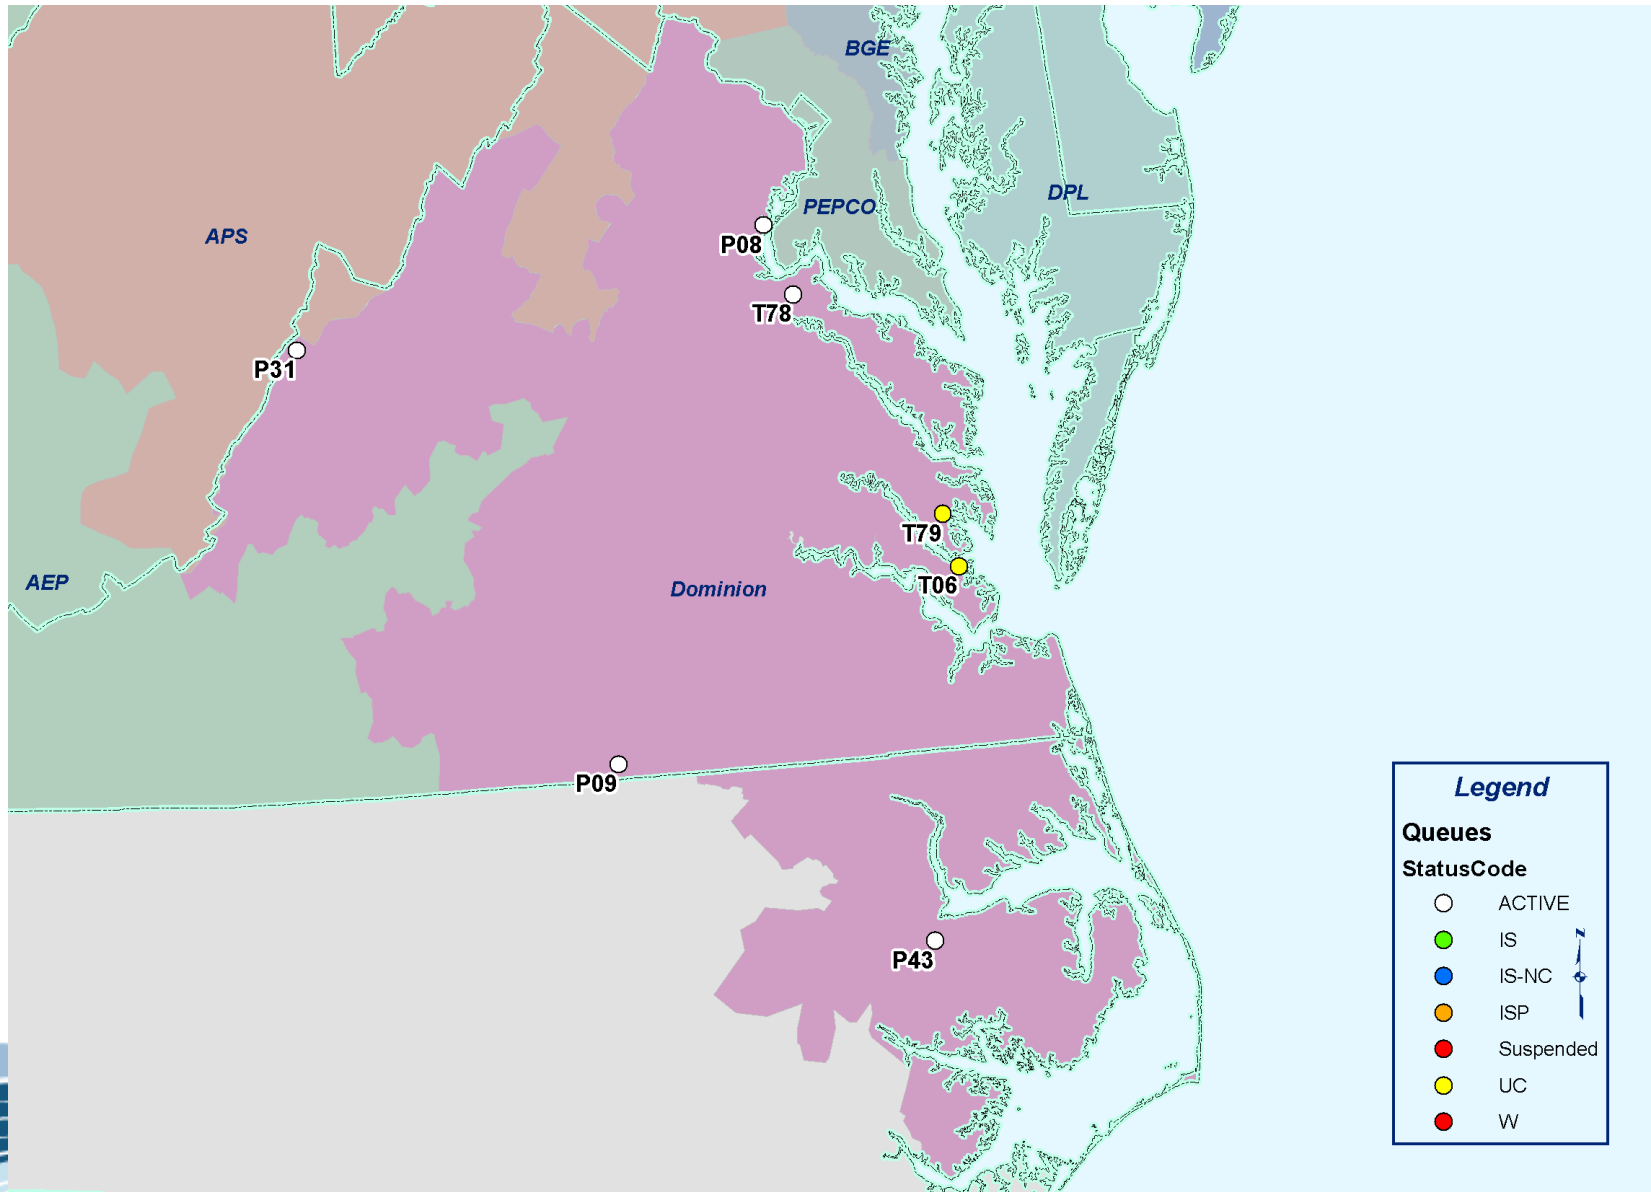 BGE
DPL
PEPCO
APS
P08
T78
P31
T79
AEP
T06
Dominion
P09
P43
Legend
Queues
StatusCode
ACTIVE
IS
N
IS-NC
ISP
Suspended
UC
W